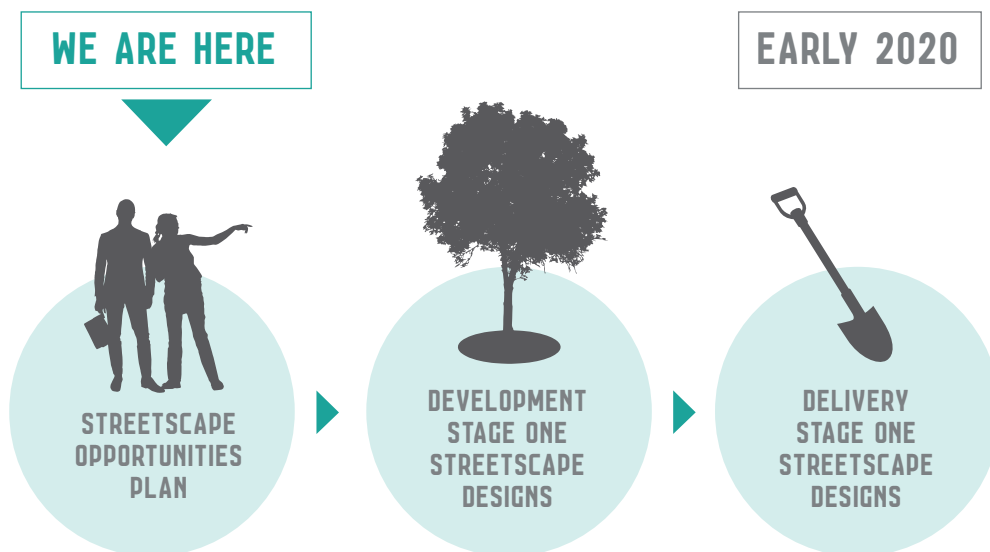 WE ARE HERE
EARLY 2020
STREETSCAPE
OPPORTUNITIES
PLAN
DEVELOPMENT
STAGE ONE
STREETSCAPE
DESIGNS
DELIVERY
STAGE ONE
STREETSCAPE
DESIGNS